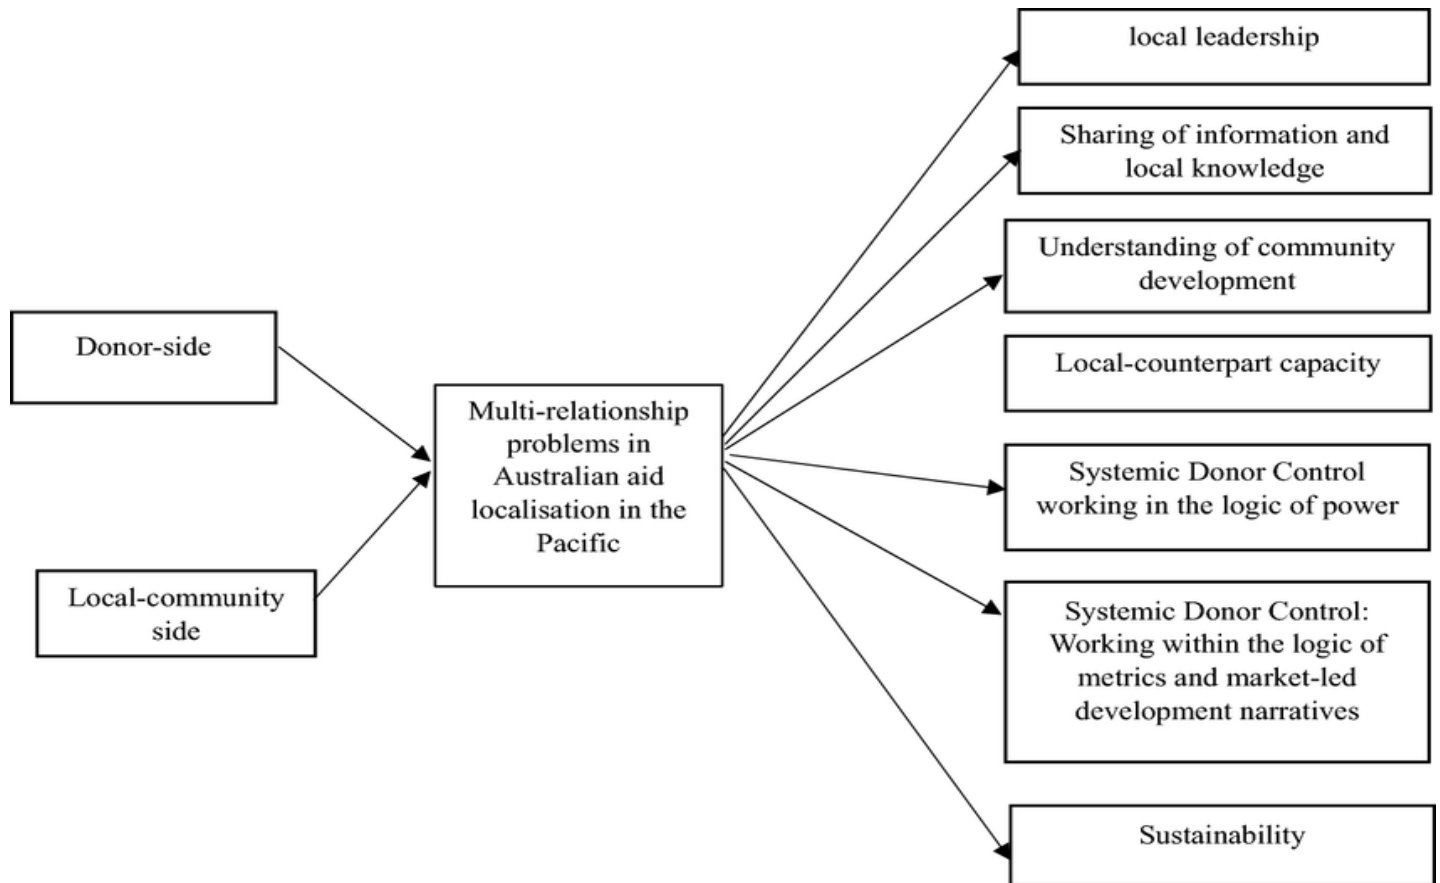 local leadership
Sharing of information and
local knowledge
Understanding of community
development
Donor-side
Local-counterpart capacity
Multi-relationship
problems in
Australian aid
localisation in the
Pacific
Systemic Donor Control
working in the logic of power
Local-community
side
Systemic Donor Control:
Working within the logic of
metrics and market-led
development narratives
Sustainability